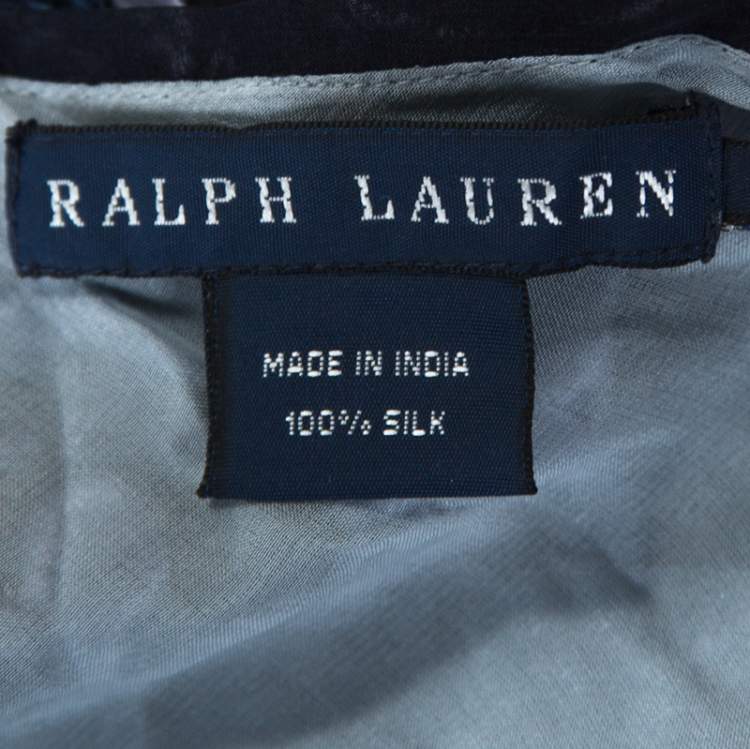 RALPH LAUREN
MADE IN INDIA
100% SILK